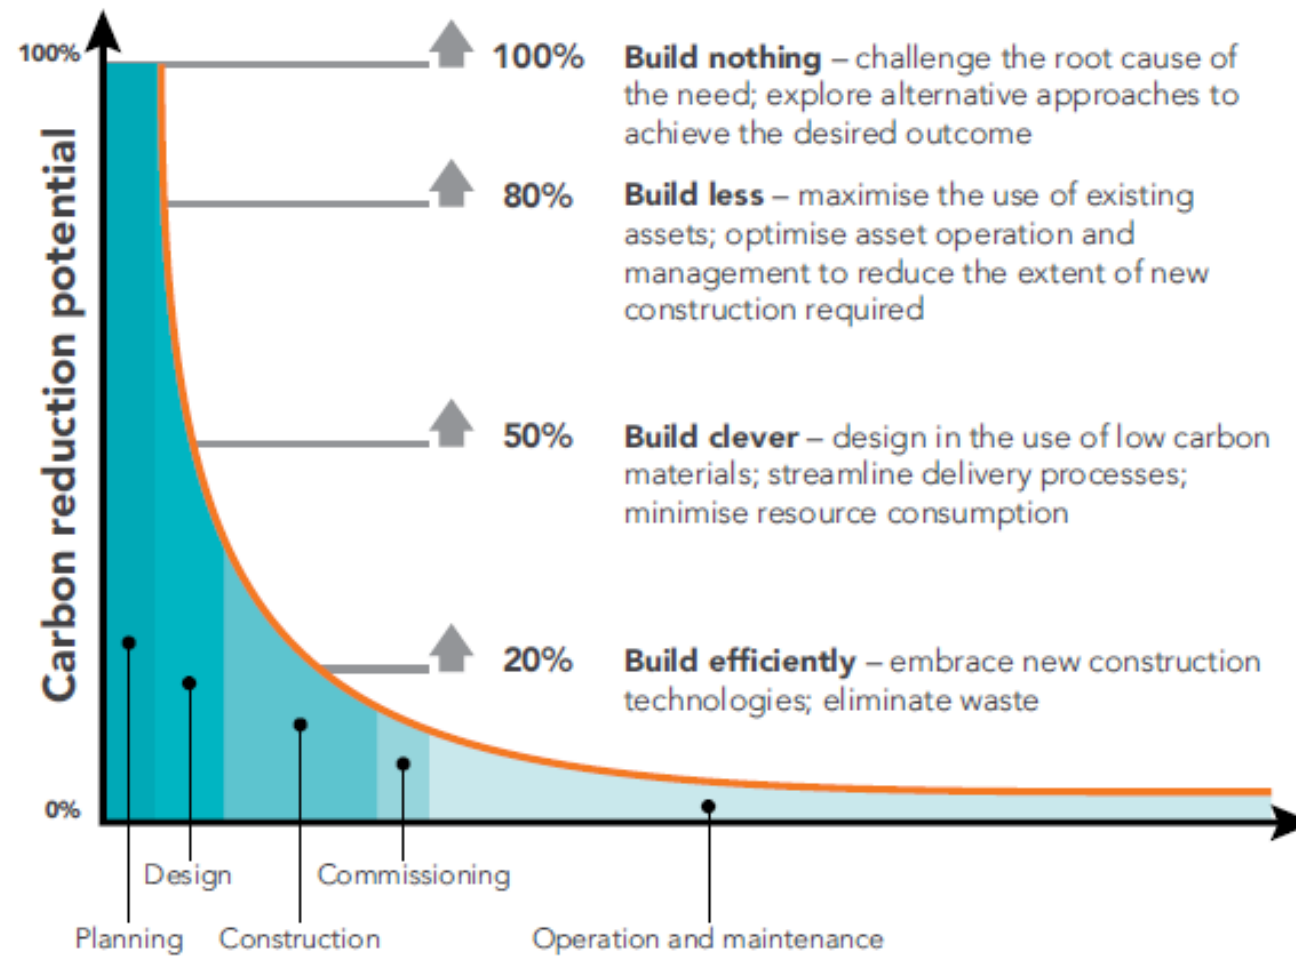 100%
Carbon reduction potential
0%
100%
Build nothing – challenge the root cause of
the need; explore alternative approaches to
achieve the desired outcome
80%
Build less – maximise the use of existing
assets; optimise asset operation and
management to reduce the extent of new
construction required
50%
Build clever – design in the use of low carbon
materials; streamline delivery processes;
minimise resource consumption
20%
Build efficiently – embrace new construction
technologies; eliminate waste
Design
Commissioning
Planning
Construction
Operation and maintenance